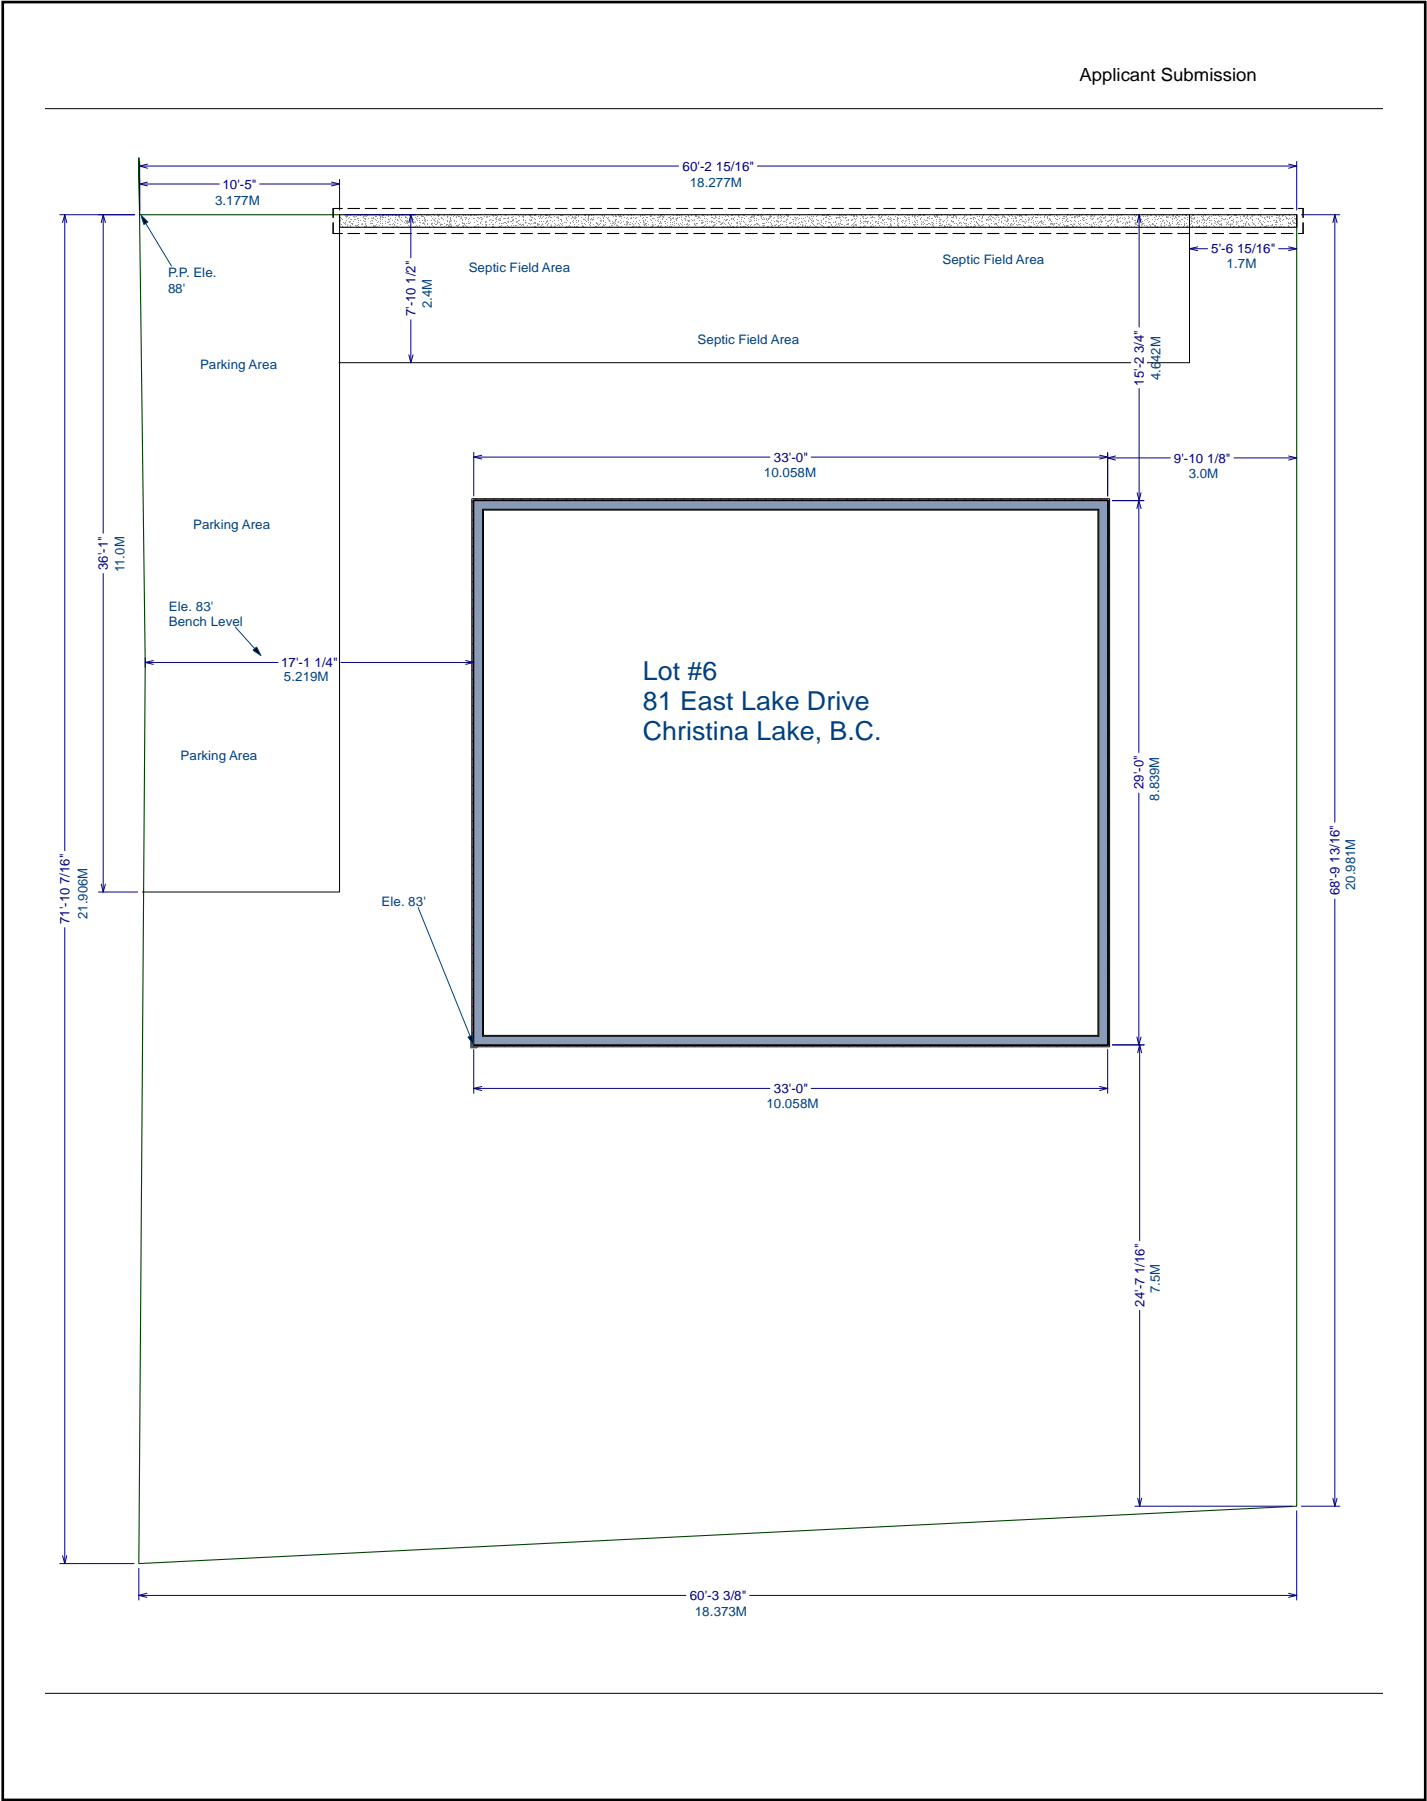 Applicant Submission
60'-2 15/16"
18.277M
10'-5"
3.177M
5'-6 15/16"
1.7M
P.P. Ele.
88'
Septic Field Area
Septic Field Area
7'-10 1/2"
2.4M
Septic Field Area
15'-2 3/4"
4.642M
Parking Area
33'-0"
10.058M
9'-10 1/8"
3.0M
Parking Area
36'-1"
11.0M
Ele. 83'
Bench Level
17'-1 1/4"
5.219M
Lot #6
81 East Lake Drive
Christina Lake, B.C.
Parking Area
29'-0"
8.839M
71'-10 7/16"
21.906M
68'-9 13/16"
20.981M
Ele. 83'
33'-0"
10.058M
24'-7 1/16"
7.5M
60'-3 3/8"
18.373M